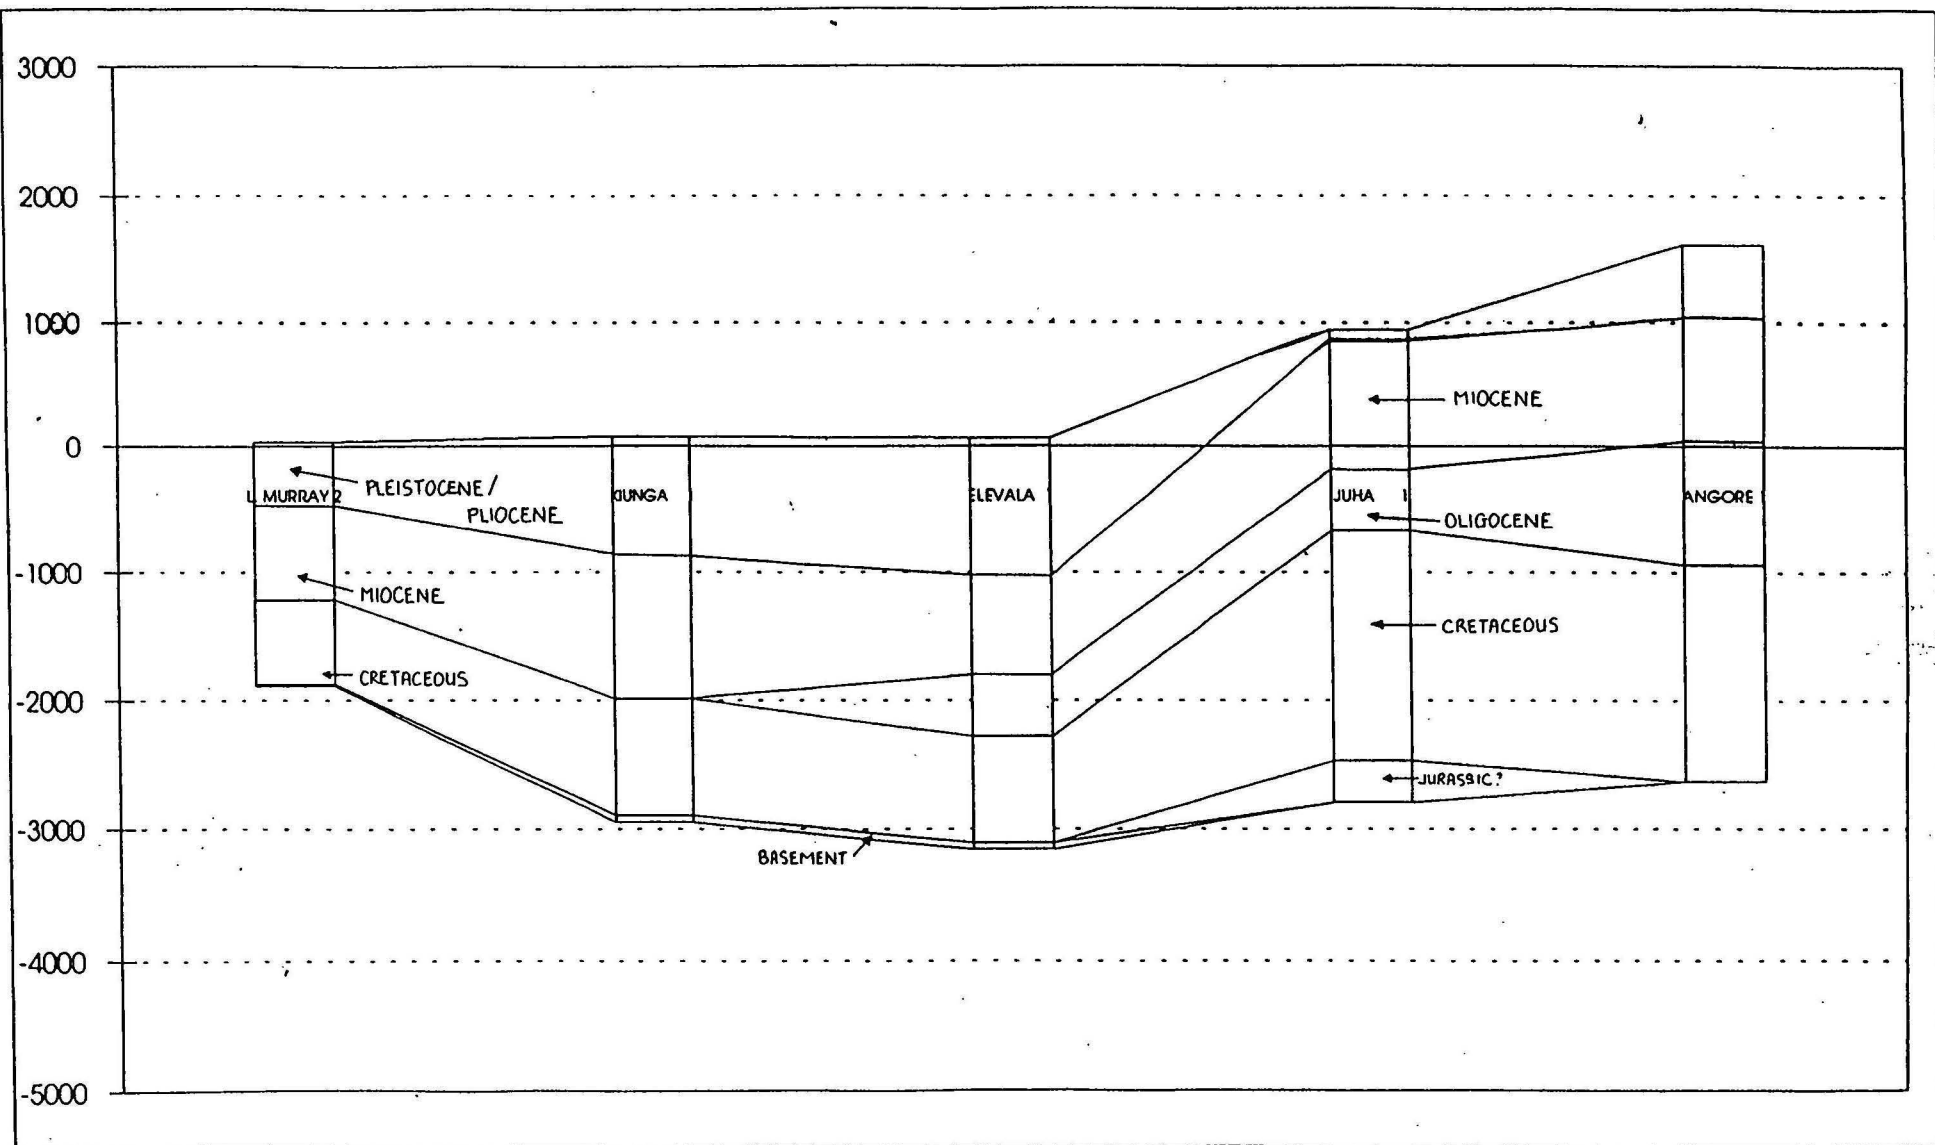 3000
2000
1000
0
-1000
-2000
-3000
-4000
-5000
L MURRAY 2
PLEISTOCENE/
PLIOCENE
MIOCENE
CRETACEOUS
ELEVALA
BASEMENT
JUHA 1
MIOCENE
OLIGOCENE
CRETACEOUS
JURASSIC?
ANGORE